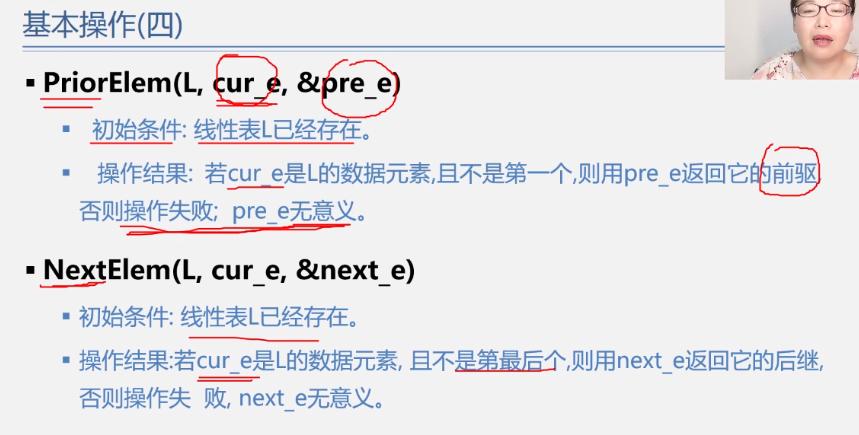 基本操作(四)
▪ PriorElem(L, cur_e, &pre_e)
▪ 初始条件: 线性表L已经存在。
▪ 操作结果: 若cur_e是L的数据元素,且不是第一个,则用pre_e返回它的前驱,
否则操作失败; pre_e无意义。
▪ NextElem(L, cur_e, &next_e)
▪ 初始条件: 线性表L已经存在。
▪ 操作结果:若cur_e是L的数据元素, 且不是第最后个,则用next_e返回它的后继,
否则操作失 败, next_e无意义。